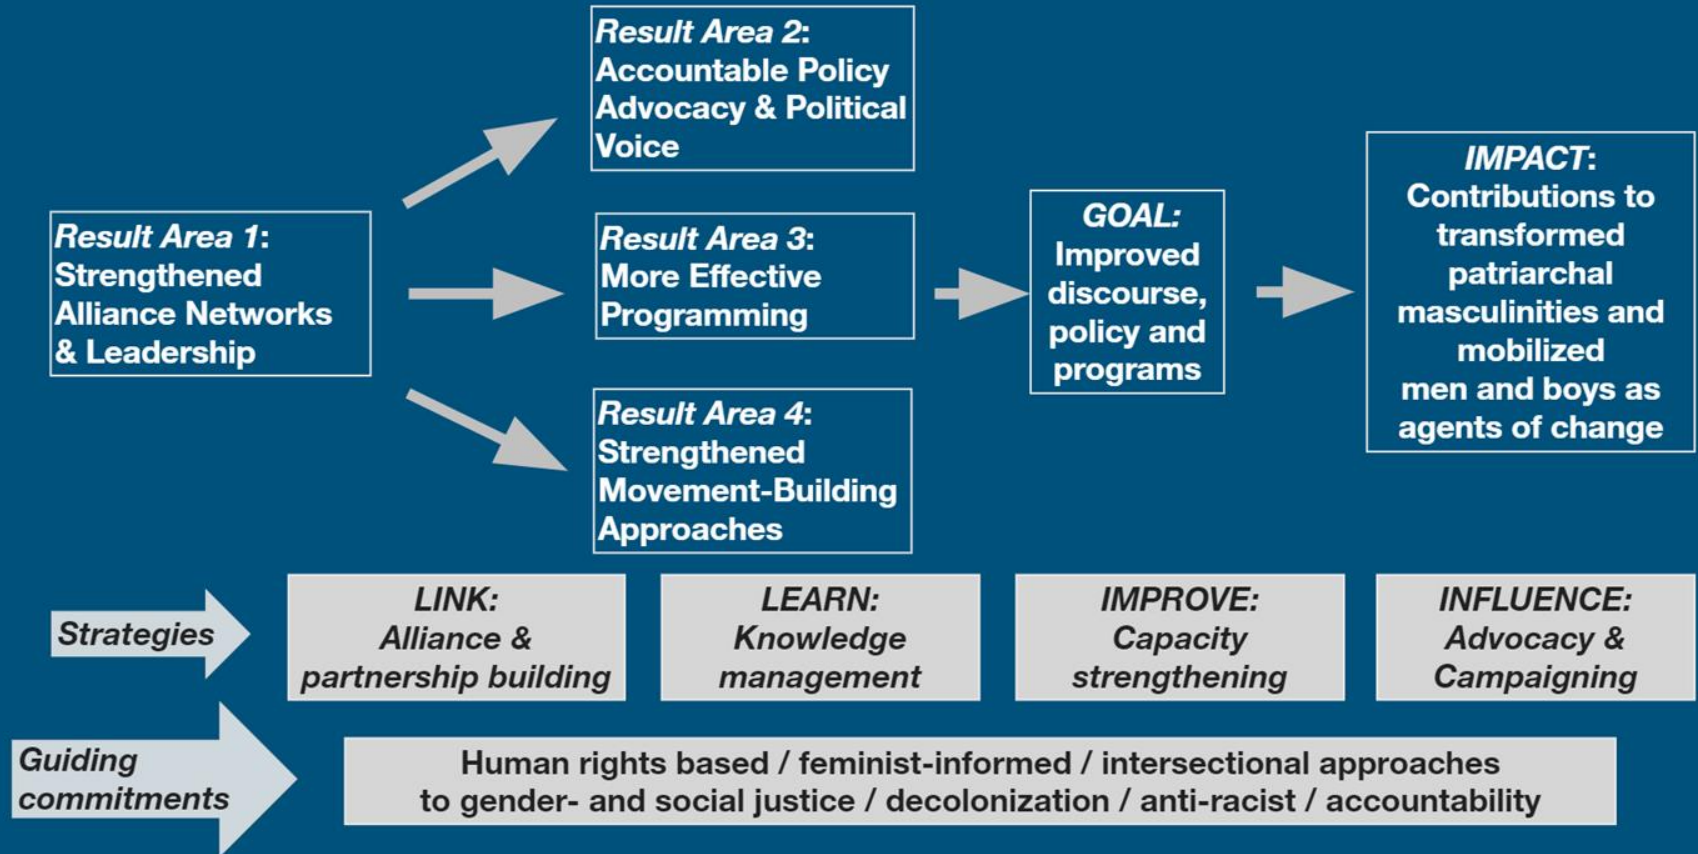 Result Area 1:
Strengthened
Alliance Networks
& Leadership
Result Area 2:
Accountable Policy
Advocacy & Political
Voice
Result Area 3:
More Effective
Programming
Result Area 4:
Strengthened
Movement-Building
Approaches
GOAL:
Improved
discourse,
policy and
programs
IMPACT:
Contributions to
transformed
patriarchal
masculinities and
mobilized
men and boys as
agents of change
Strategies
LINK:
Alliance &
partnership building
LEARN:
Knowledge
management
IMPROVE:
Capacity
strengthening
INFLUENCE:
Advocacy &
Campaigning
Guiding
commitments
Human rights based / feminist-informed / intersectional approaches
to gender- and social justice / decolonization / anti-racist / accountability